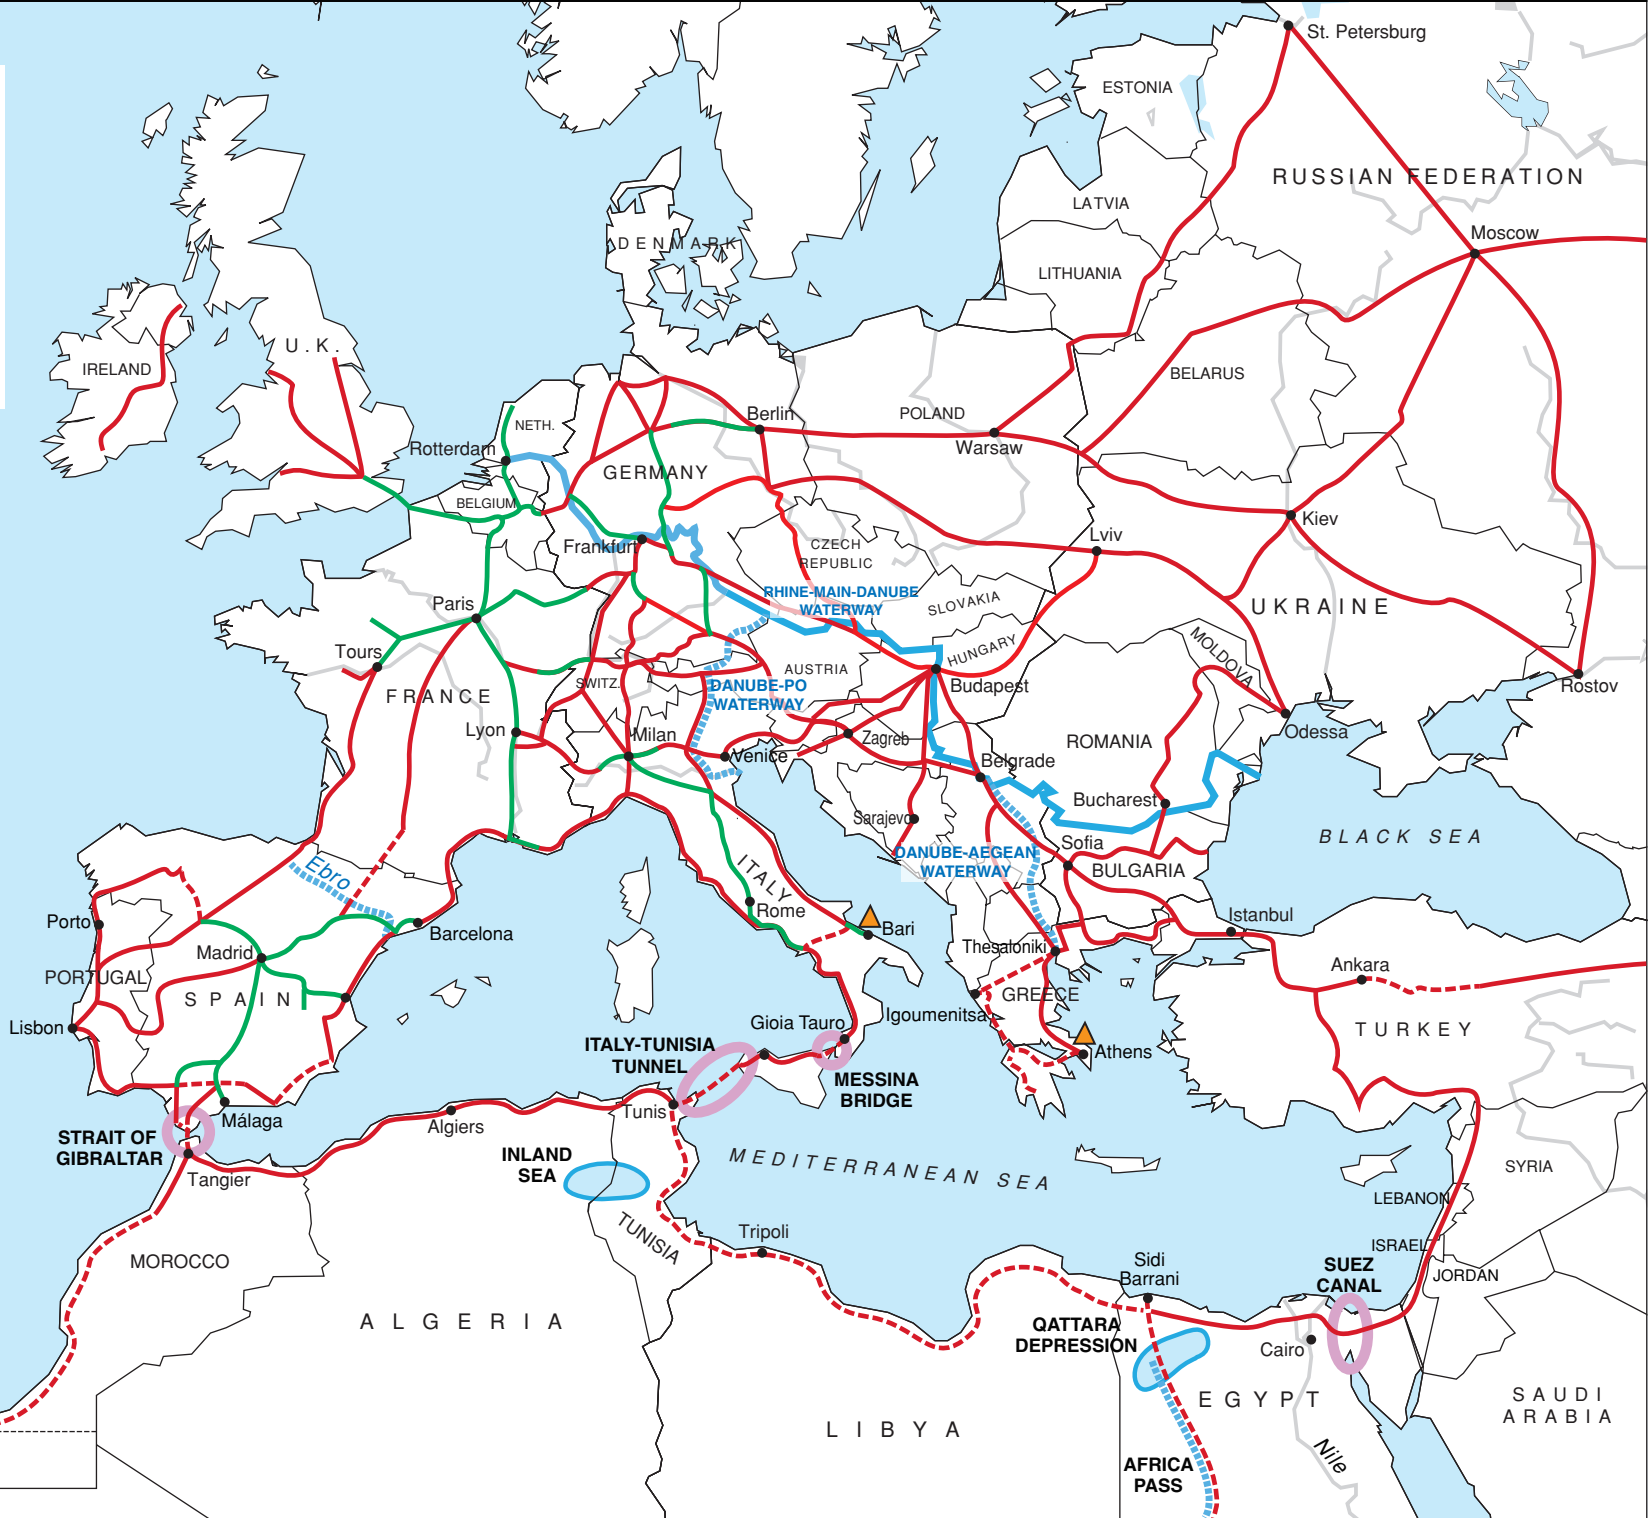 St. Petersburg
ESTONIA
RUSSIAN FEDERATION
LATVIA
Moscow
DENMARK
LITHUANIA
U.K.
IRELAND
BELARUS
Berlin
POLAND
NETH.
Rotterdam
Warsaw
GERMANY
BELGIUM
Kiev
Lviv
Frankfurt
CZECH
REPUBLIC
RHINE-MAIN-DANUBE
WATERWAY
SLOVAKIA
UKRAINE
Paris
MOLDOVA
Tours
HUNGARY
AUSTRIA
SWITZ.
FRANCE
DANUBE-PO
WATERWAY
Budapest
Rostov
Lyon
Milan
Zagreb
ROMANIA
Odessa
Venice
Belgrade
Bucharest
Sarajevo
BLACK SEA
Sofia
DANUBE-AEGEAN
WATERWAY
BULGARIA
Ebro
ITALY
Rome
Istanbul
Porto
Bari
Barcelona
Madrid
Thesaloniki
Ankara
PORTUGAL
SPAIN
GREECE
Igoumenitsa
Lisbon
Gioia Tauro
TURKEY
ITALY-TUNISIA
TUNNEL
Athens
MESSINA
BRIDGE
Tunis
Málaga
Algiers
STRAIT OF
GIBRALTAR
INLAND
SEA
MEDITERRANEAN SEA
Tangier
SYRIA
LEBANON
TUNISIA
Tripoli
ISRAEL
MOROCCO
Sidi
Barrani
SUEZ
CANAL
JORDAN
ALGERIA
QATTARA
DEPRESSION
Cairo
EGYPT
SAUDI
ARABIA
LIBYA
Nile
AFRICA
PASS